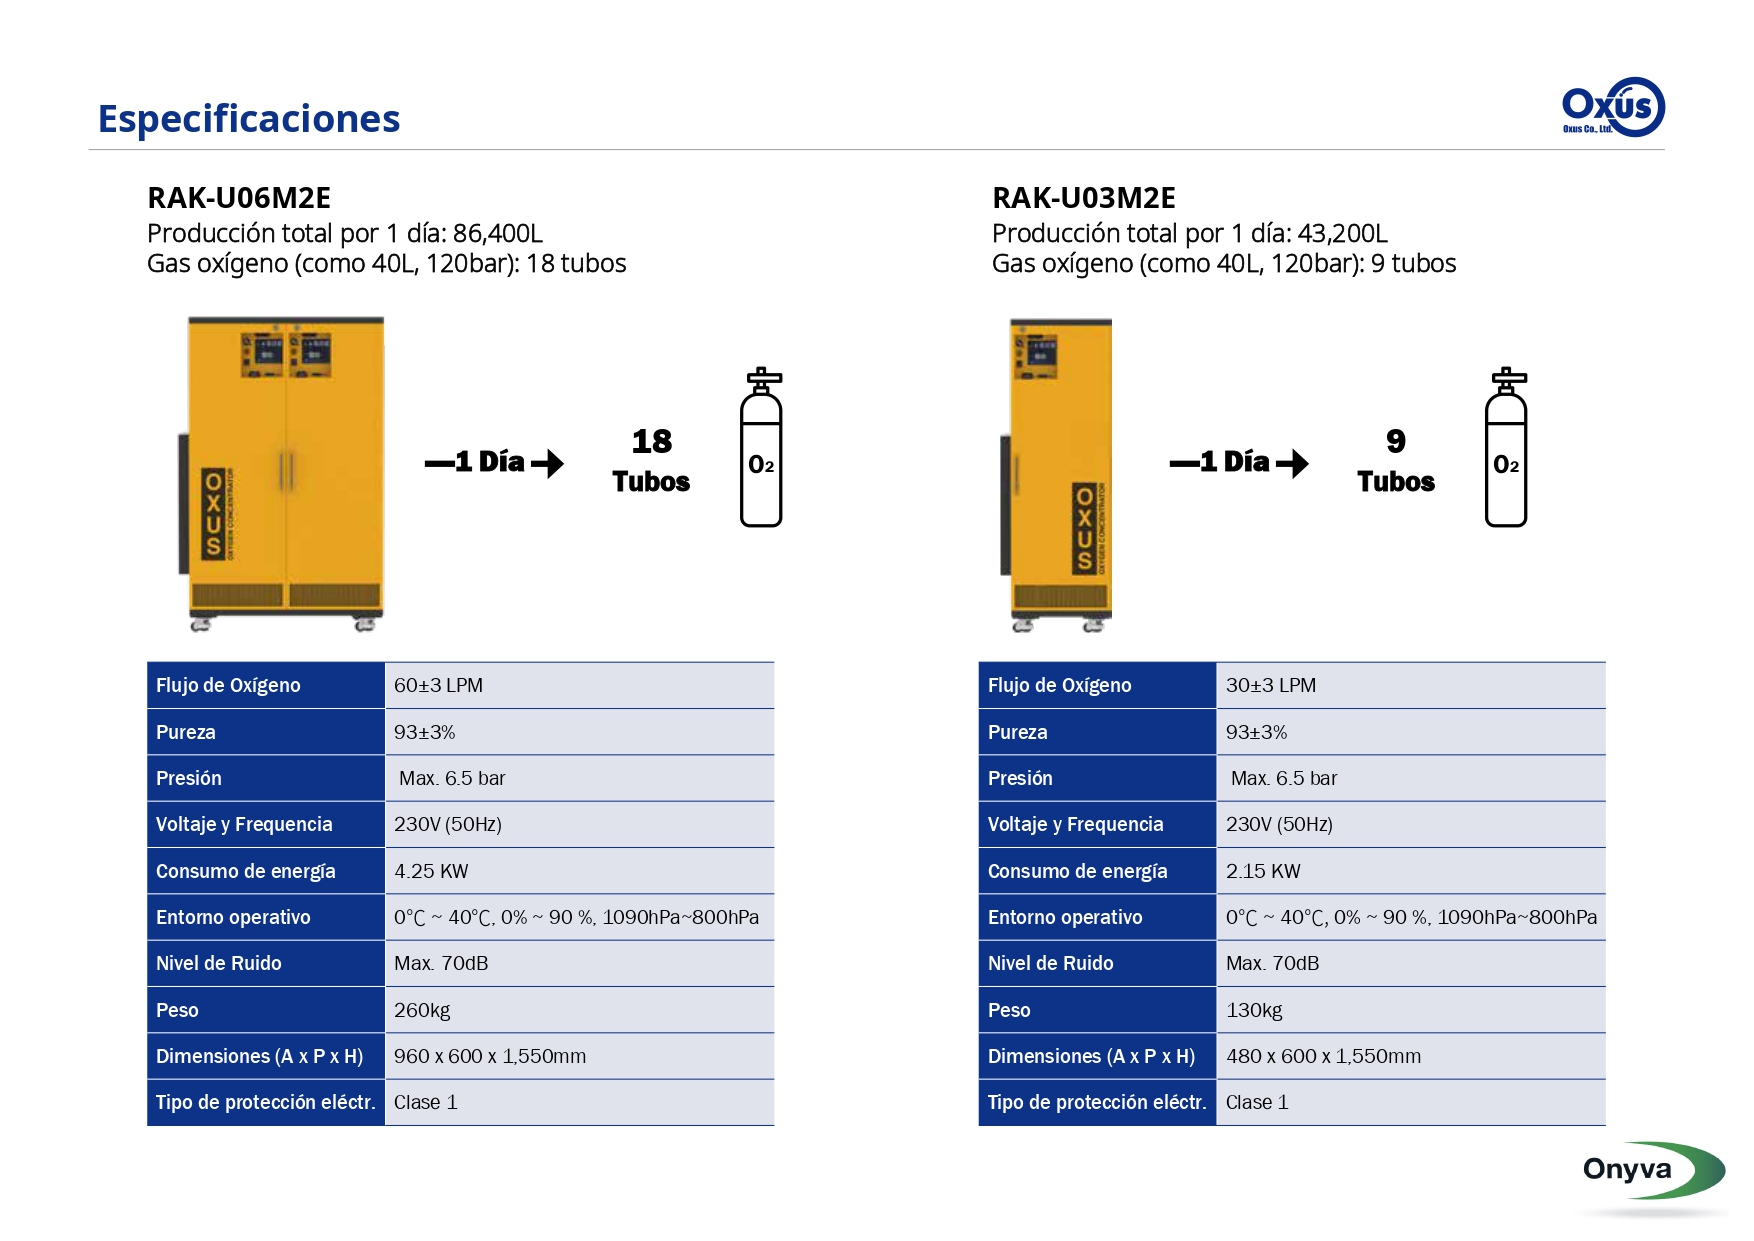 Especificaciones
Oxus
Oxus Co., Ltd.
RAK-U06M2E
Producción total por 1 día: 86,400L
Gas oxígeno (como 40L, 120bar): 18 tubos
OXUS
OXYGEN CONCENTRATOR
1 Día
18
Tubos
O₂
Flujo de Oxígeno 60±3 LPM
Pureza 93±3%
Presión Max. 6.5 bar
Voltaje y Frequencia 230V (50Hz)
Consumo de energía 4.25 KW
Entorno operativo 0℃ ~ 40℃, 0% ~ 90 %, 1090hPa~800hPa
Nivel de Ruido Max. 70dB
Peso 260kg
Dimensiones (A x P x H) 960 x 600 x 1,550mm
Tipo de protección eléctr. Clase 1
RAK-U03M2E
Producción total por 1 día: 43,200L
Gas oxígeno (como 40L, 120bar): 9 tubos
OXUS
OXYGEN CONCENTRATOR
1 Día
9
Tubos
O₂
Flujo de Oxígeno 30±3 LPM
Pureza 93±3%
Presión Max. 6.5 bar
Voltaje y Frequencia 230V (50Hz)
Consumo de energía 2.15 KW
Entorno operativo 0℃ ~ 40℃, 0% ~ 90 %, 1090hPa~800hPa
Nivel de Ruido Max. 70dB
Peso 130kg
Dimensiones (A x P x H) 480 x 600 x 1,550mm
Tipo de protección eléctr. Clase 1
Onyva